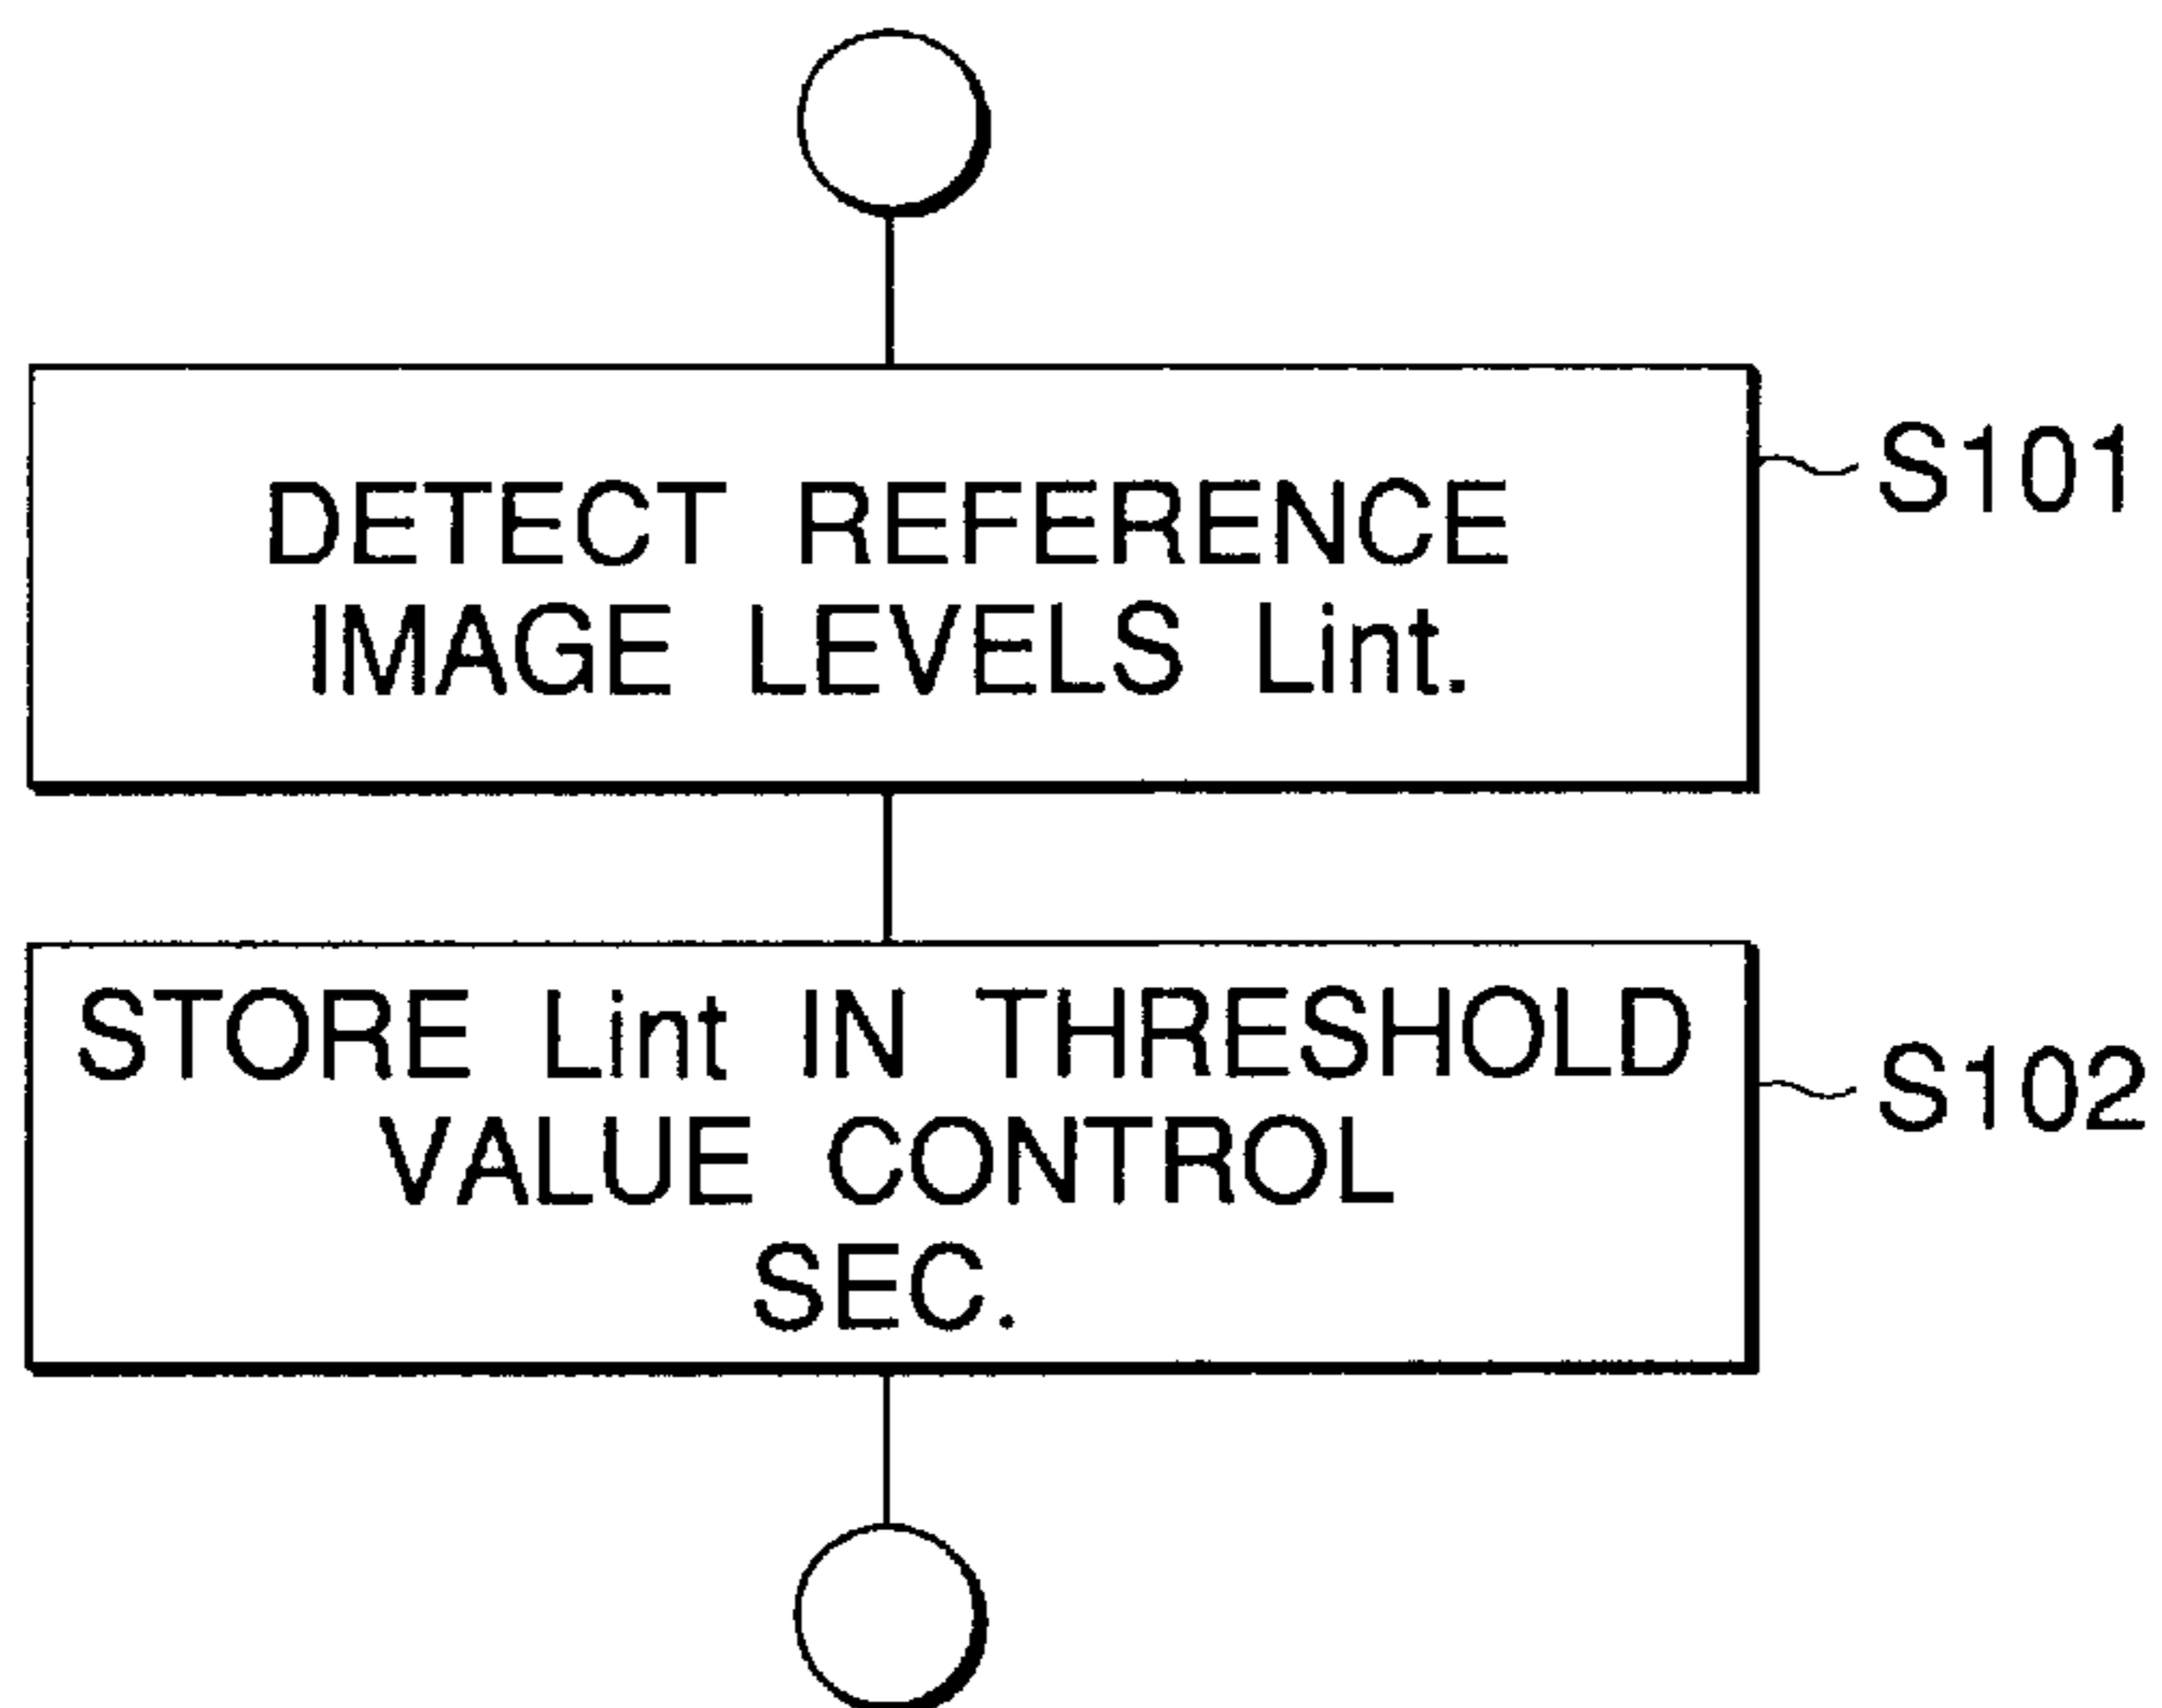 DETECT REFERENCE
IMAGE LEVELS Lint.
S101
STORE Lint IN THRESHOLD
VALUE CONTROL
SEC.
S102